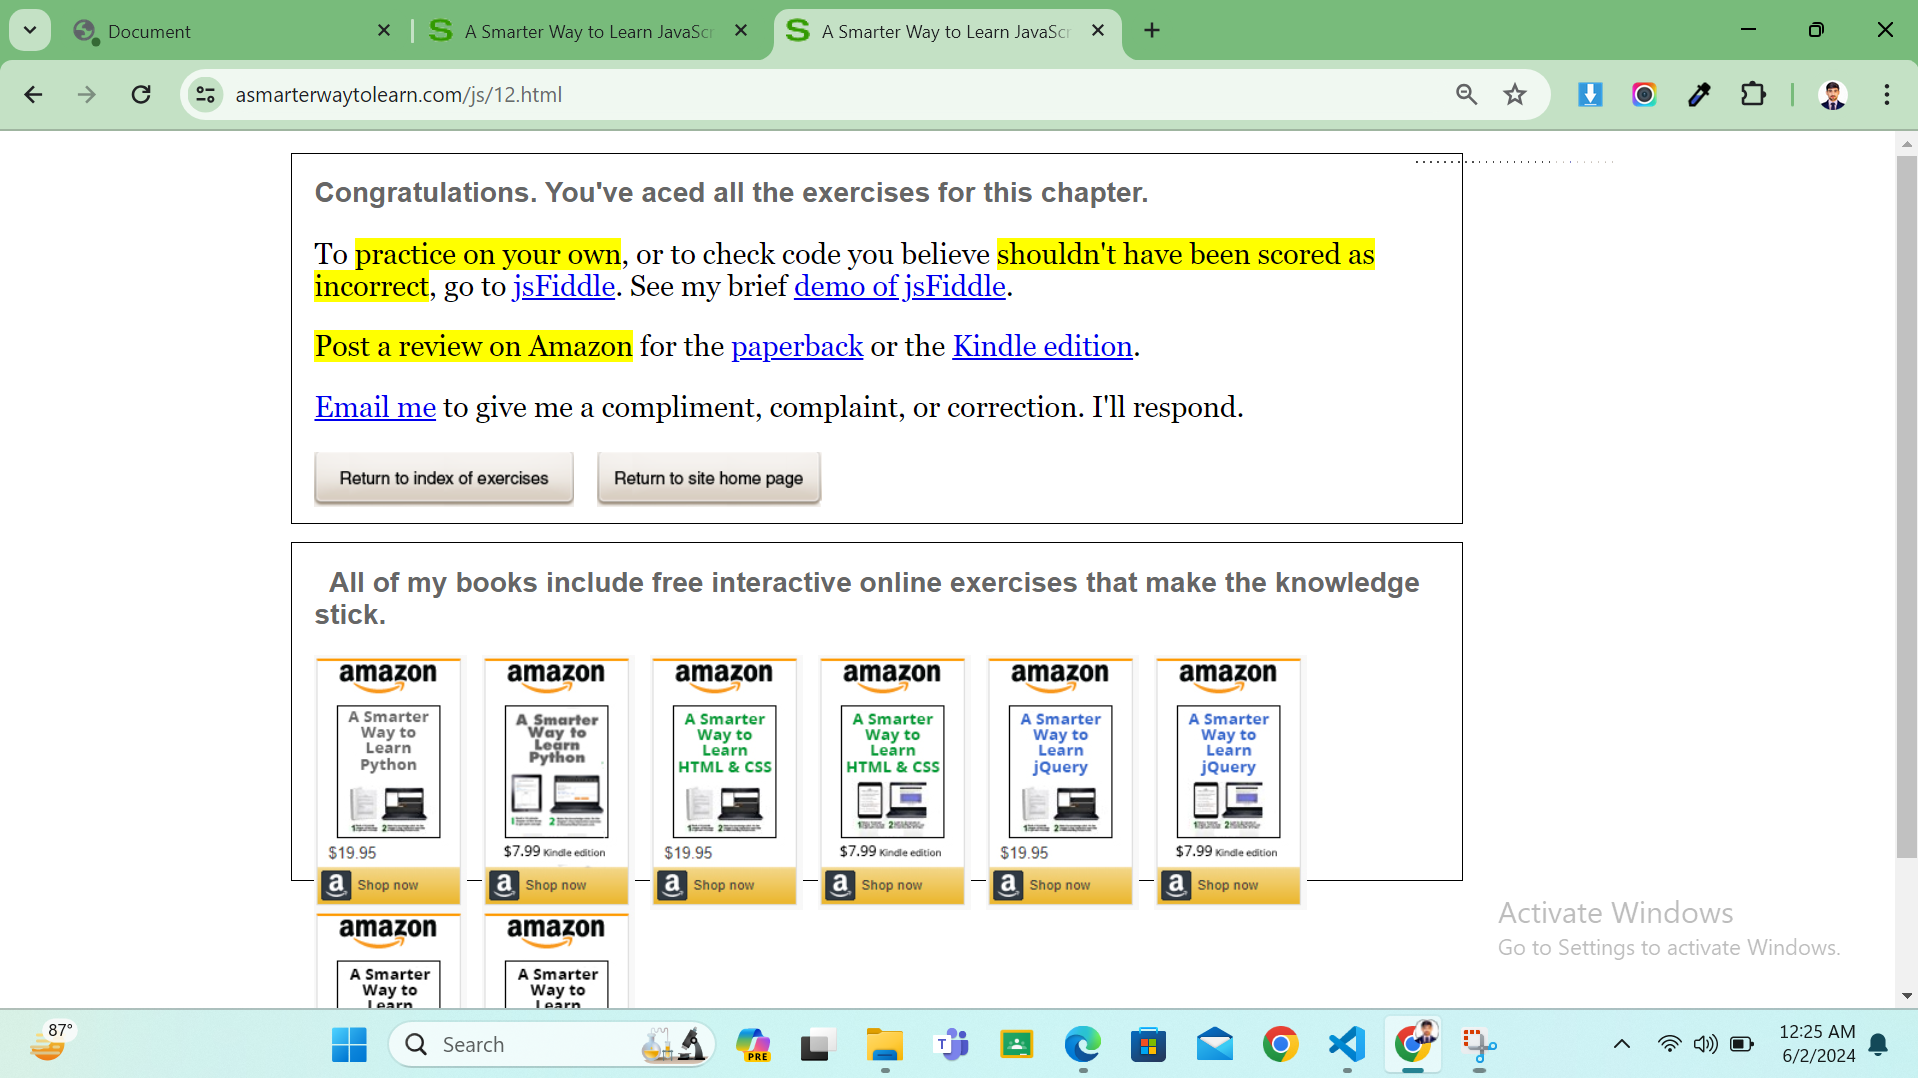 Document
A Smarter Way to Learn JavaScr
A Smarter Way to Learn JavaScr
asmarterwaytolearn.com/js/12.html
Congratulations. You've aced all the exercises for this chapter.
To practice on your own, or to check code you believe shouldn't have been scored as
incorrect, go to jsFiddle. See my brief demo of jsFiddle.
Post a review on Amazon for the paperback or the Kindle edition.
Email me to give me a compliment, complaint, or correction. I'll respond.
Return to index of exercises Return to site home page
All of my books include free interactive online exercises that make the knowledge
stick.
amazon amazon amazon amazon amazon amazon
A Smarter A Smarter A Smarter A Smarter A Smarter A Smarter
Way to Way to Way to Way to Way to Way to
Learn Learn Learn Learn Learn Learn
Python Python HTML & CSS HTML & CSS jQuery jQuery
$19.95 $7.99 Kindle edition $19.95 $7.99 Kindle edition $19.95 $7.99 Kindle edition
a Shop now a Shop now a Shop now a Shop now a Shop now a Shop now
amazon amazon
A Smarter A Smarter
Way to Way to
Learn Learn
Activate Windows
Go to Settings to activate Windows.
87°
Search
PRE
T
12:25 AM
6/2/2024